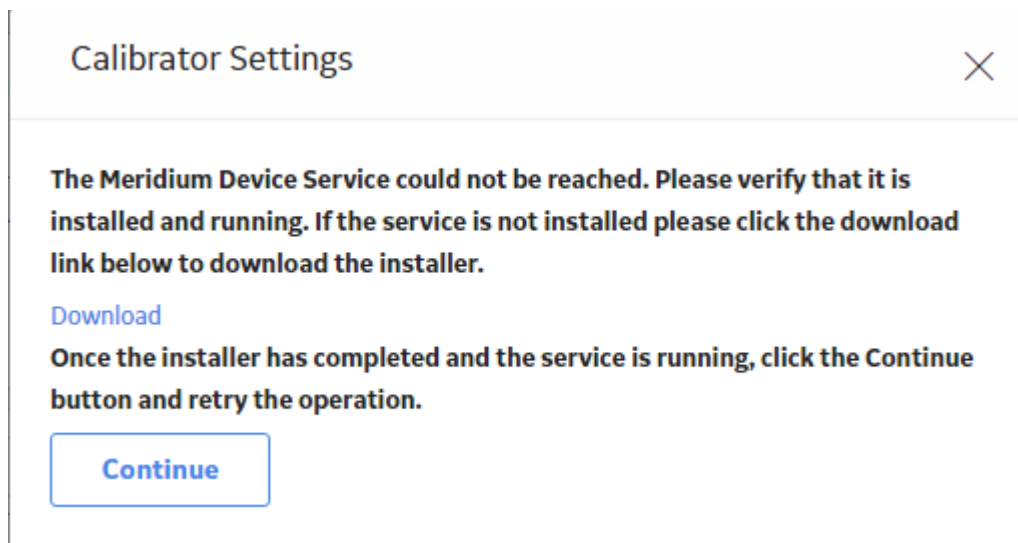 Calibrator Settings
The Meridium Device Service could not be reached. Please verify that it is
installed and running. If the service is not installed please click the download
link below to download the installer.
Download
Once the installer has completed and the service is running, click the Continue
button and retry the operation.
Continue